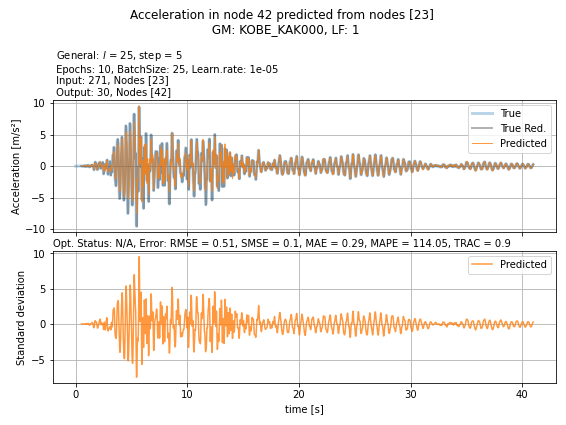 Acceleration in node 42 predicted from nodes [23]
GM: KOBE_KAK000, LF: 1
General: l = 25, step = 5
Epochs: 10, BatchSize: 25, Learn.rate: 1e-05
Input: 271, Nodes [23]
Output: 30, Nodes [42]
10
5
0
−5
−10
Acceleration [m/s²]
True
True Red.
Predicted
Opt. Status: N/A, Error: RMSE = 0.51, SMSE = 0.1, MAE = 0.29, MAPE = 114.05, TRAC = 0.9
10
5
0
−5
Standard deviation
Predicted
0
10
20
30
40
time [s]